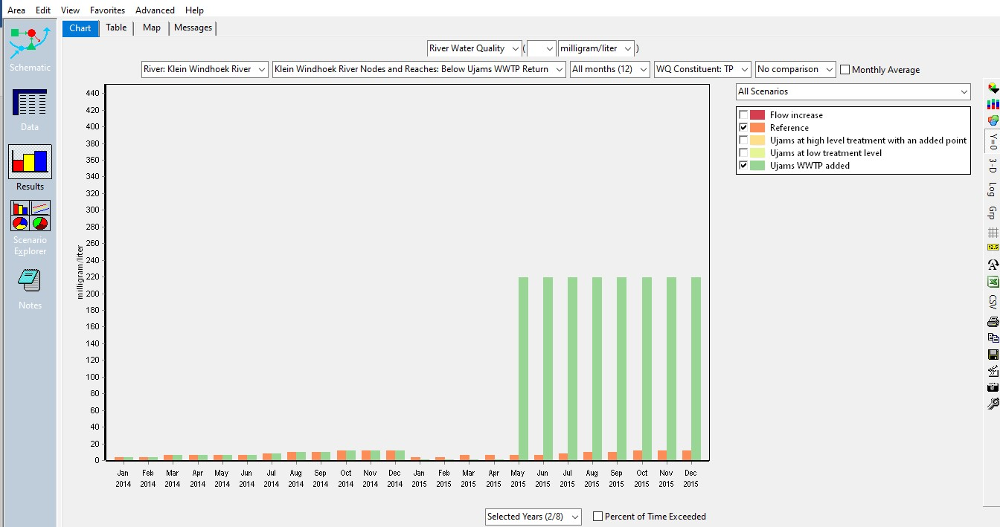 Area Edit View Favorites Advanced Help
Chart Table Map Messages
River Water Quality ( milligram/liter )
River: Klein Windhoek River Klein Windhoek River Nodes and Reaches: Below Ujams WWTP Return All months (12) WQ Constituent: TP No comparison Monthly Average
Schematic
Data
Results
Scenario
Explorer
Notes
All Scenarios
Flow increase
Reference
Ujams at high level treatment with an added point
Ujams at low treatment level
Ujams WWTP added
milligram/liter
440
420
400
380
360
340
320
300
280
260
240
220
200
180
160
140
120
100
80
60
40
20
0
Jan Feb Mar Apr May Jun Jul Aug Sep Oct Nov Dec Jan Feb Mar Apr May Jun Jul Aug Sep Oct Nov Dec
2014 2014 2014 2014 2014 2014 2014 2014 2014 2014 2014 2014 2015 2015 2015 2015 2015 2015 2015 2015 2015 2015 2015 2015
Selected Years (2/8) Percent of Time Exceeded
Y=0
3-D
Log
Grp
12.5
CSV